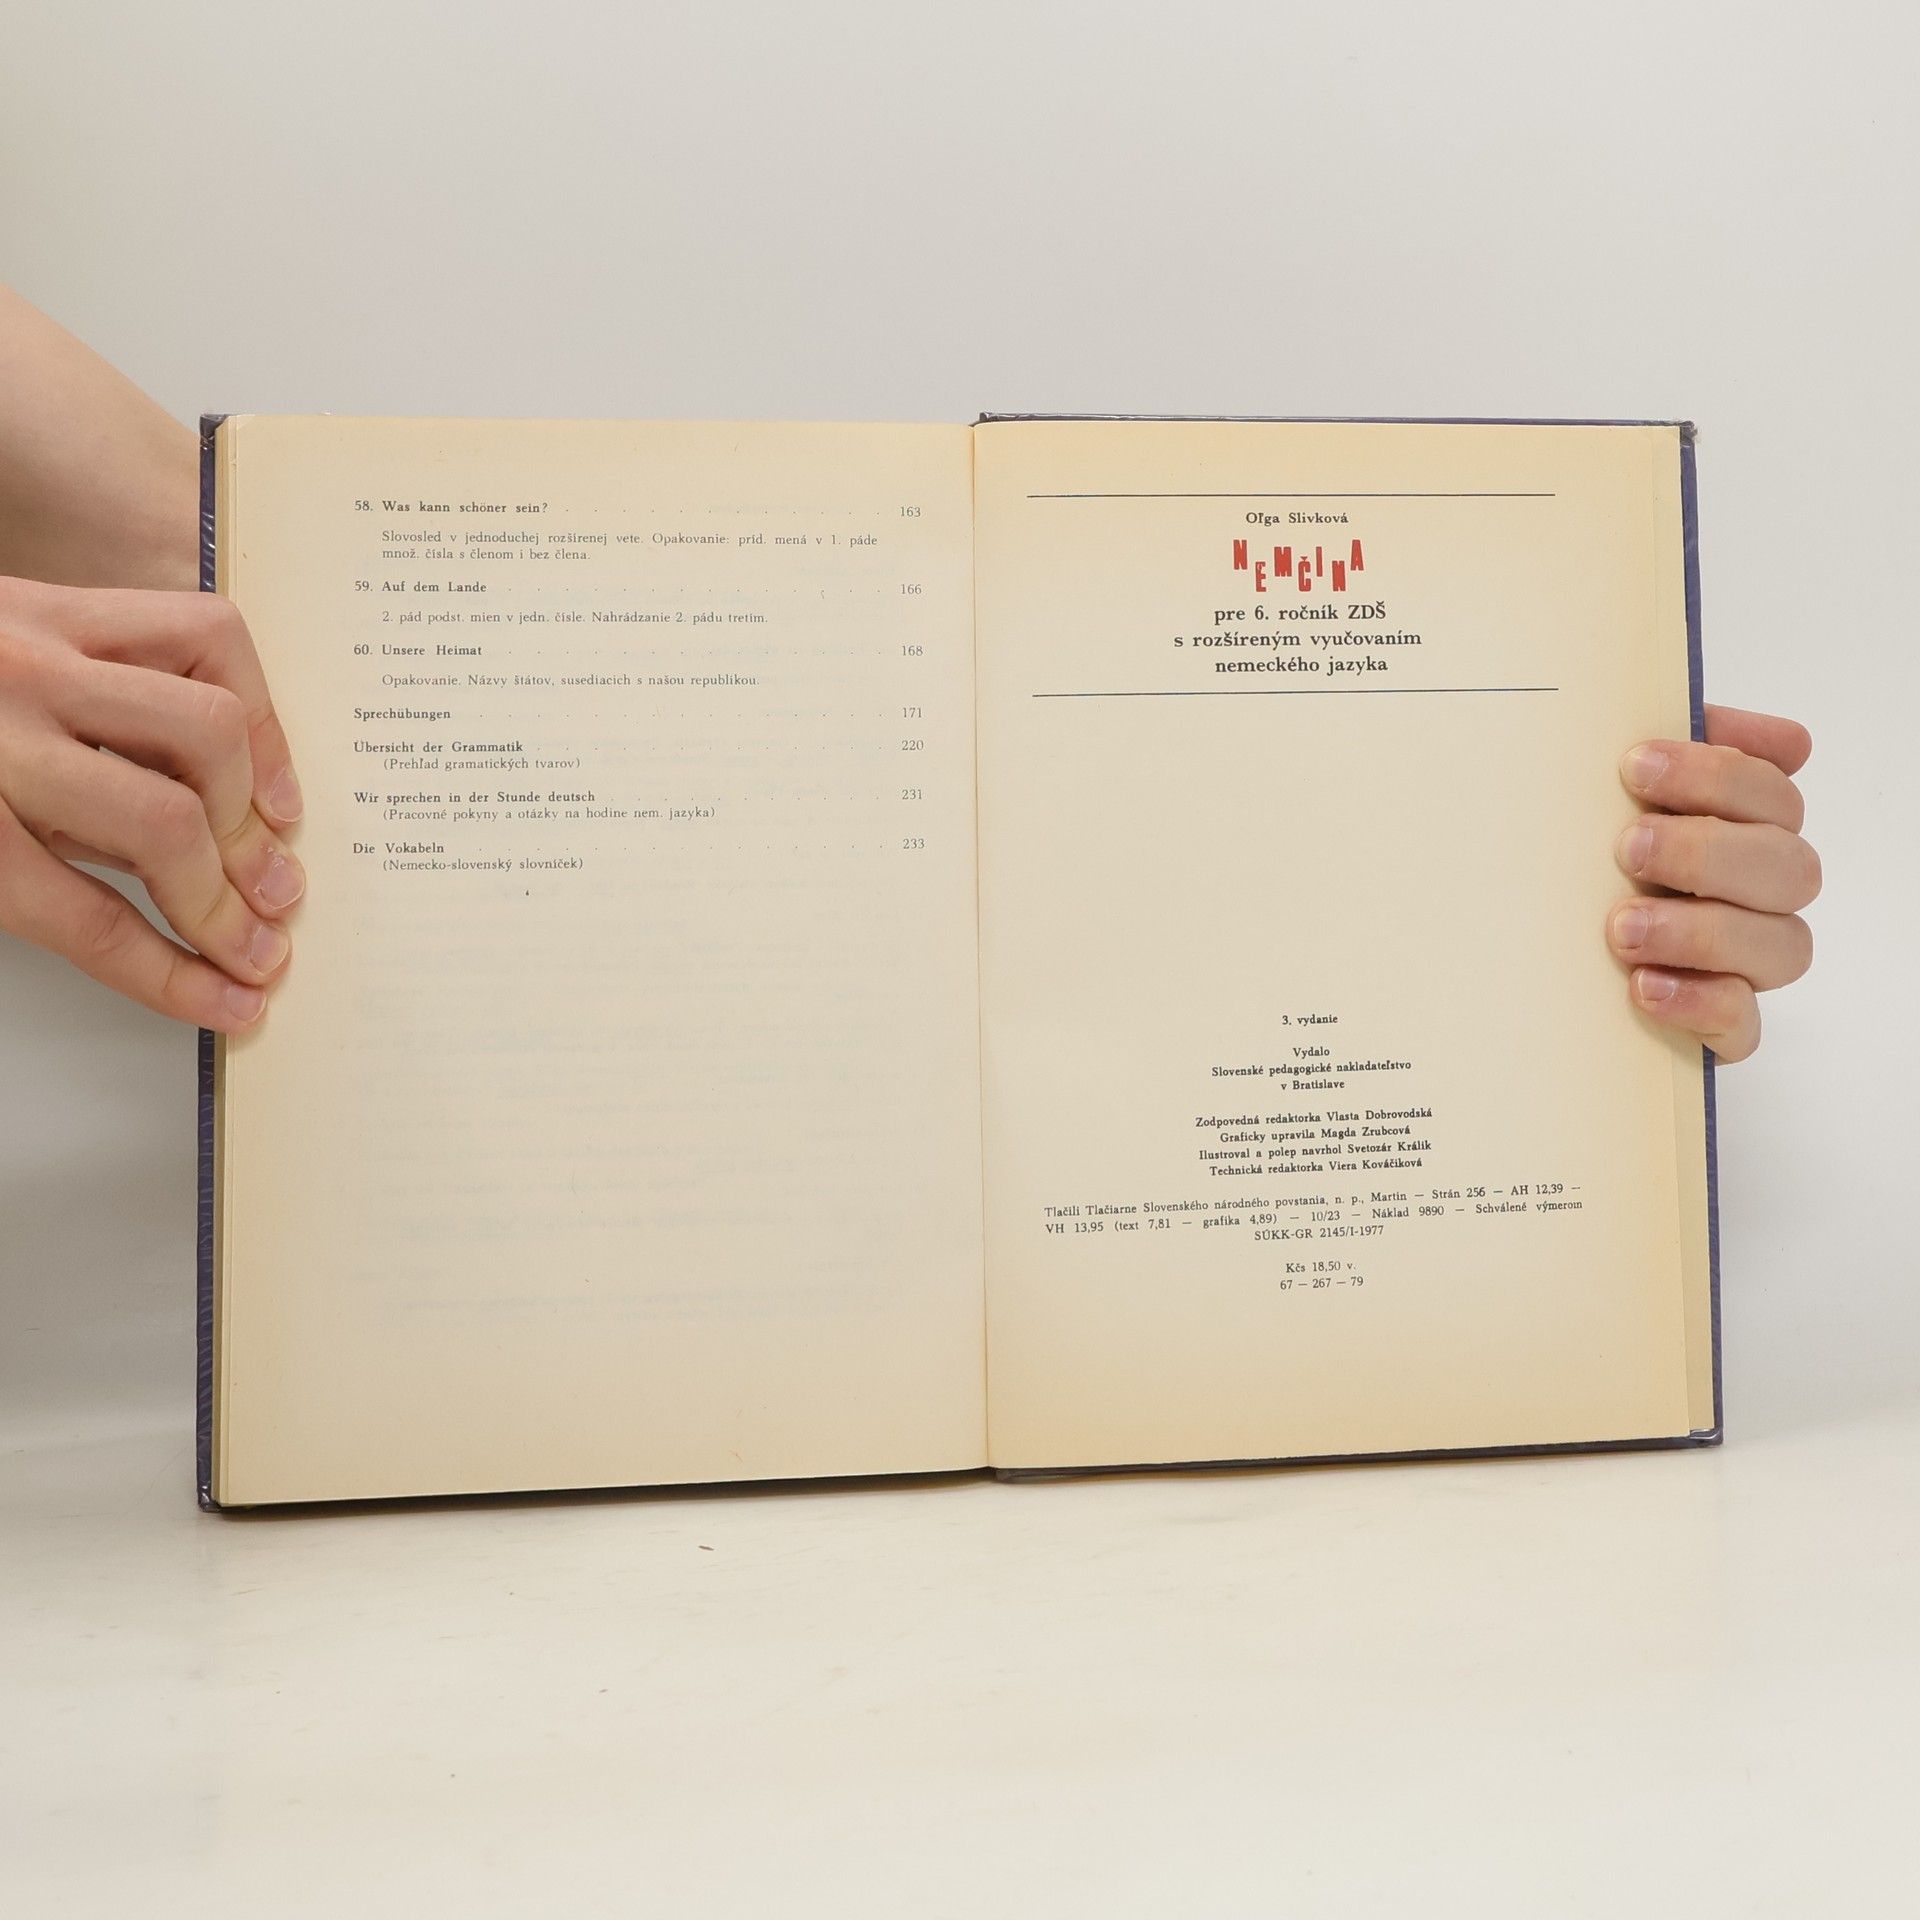 58. Was kann schöner sein? . . . . . . . . . . . . 163
Slovosled v jednoduchej rozšírenej vete. Opakovanie: príd. mená v 1. páde
množ. čísla s členom i bez člena.
59. Auf dem Lande . . . . . . . . . . . . . . 166
2. pád podst. mien v jedn. čísle. Nahrádzanie 2. pádu tretím.
60. Unsere Heimat . . . . . . . . . . . . . . 168
Opakovanie. Názvy štátov, susediacich s našou republikou.
Sprechübungen . . . . . . . . . . . . . . . 171
Übersicht der Grammatik . . . . . . . . . . . . . 220
(Prehľad gramatických tvarov)
Wir sprechen in der Stunde deutsch . . . . . . . . . . 231
(Pracovné pokyny a otázky na hodine nem. jazyka)
Die Vokabeln . . . . . . . . . . . . . . . 233
(Nemecko-slovenský slovníček)
Oľga Slivková
NEMČINA
pre 6. ročník ZDŠ
s rozšíreným vyučovaním
nemeckého jazyka
3. vydanie
Vydalo
Slovenské pedagogické nakladateľstvo
v Bratislave
Zodpovedná redaktorka Vlasta Dobrovodská
Graficky upravila Magda Zrubcová
Ilustroval a polep navrhol Svetozár Králik
Technická redaktorka Viera Kováčiková
Tlačili Tlačiarne Slovenského národného povstania, n. p., Martin — Strán 256 — AH 12,39 —
VH 13,95 (text 7,81 — grafika 4,89) — 10/23 — Náklad 9890 — Schválené výmerom
SÚKK-GR 2145/I-1977
Kčs 18,50 v.
67 — 267 — 79